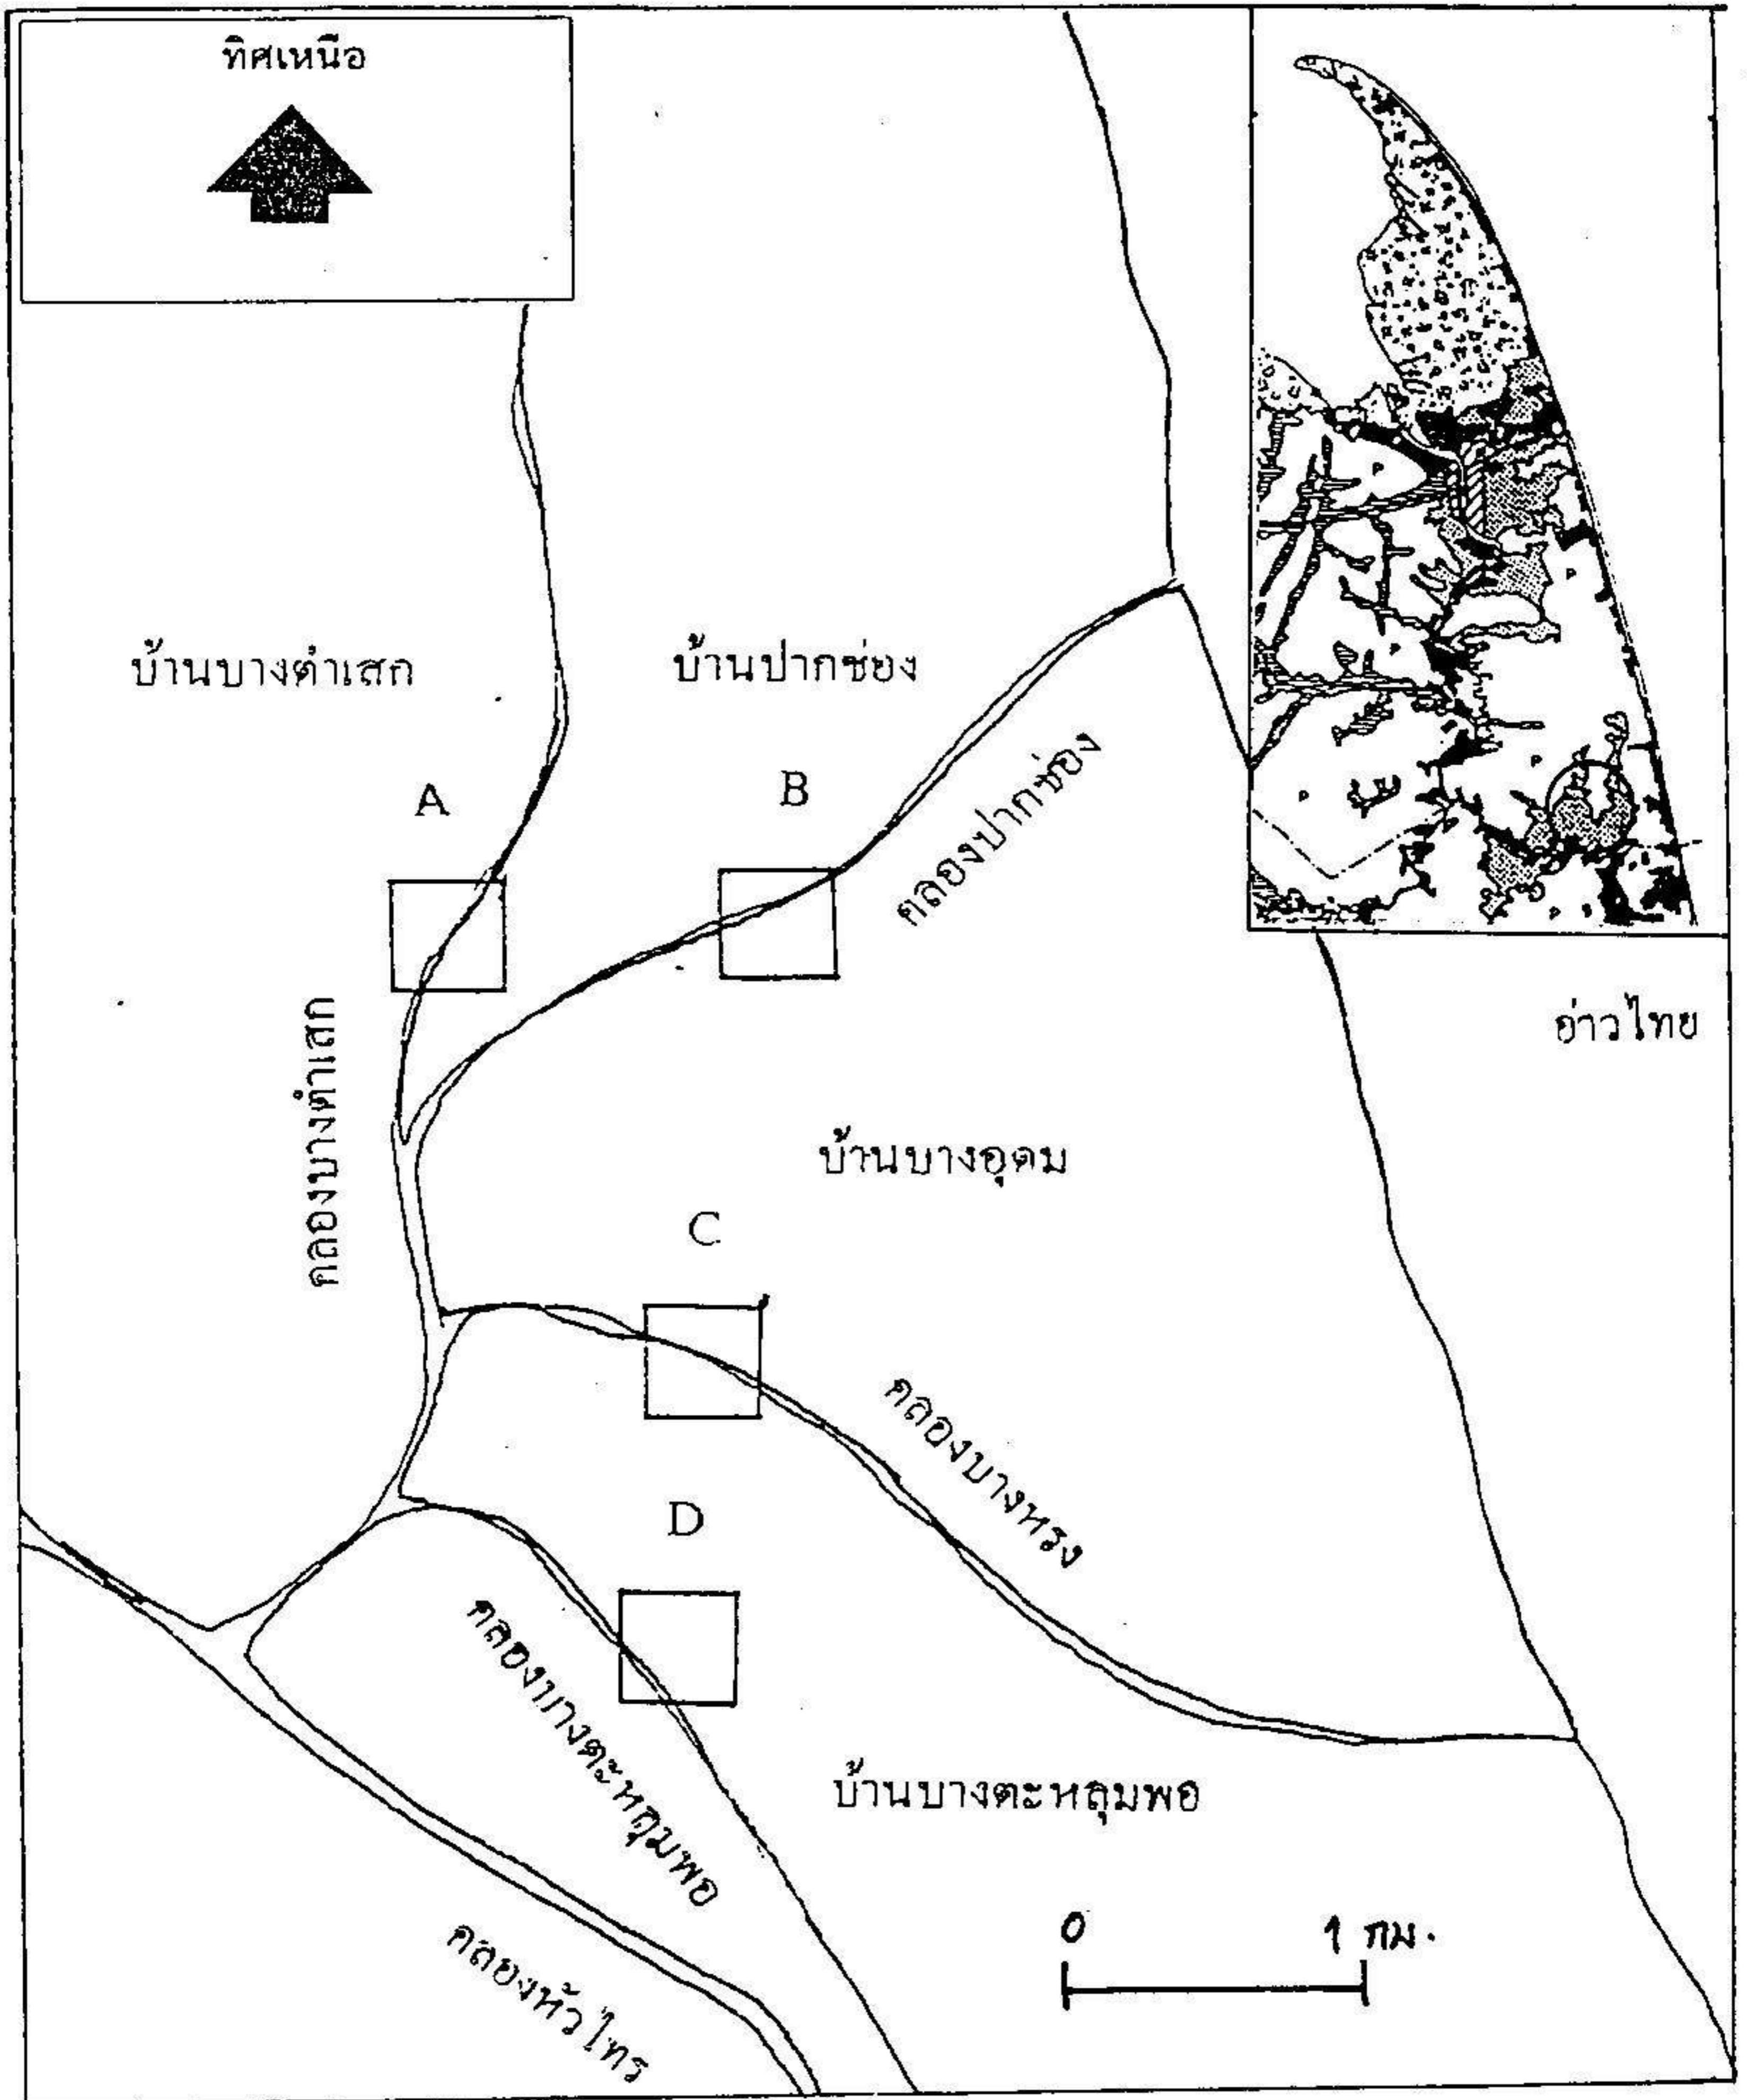 ทิศเหนือ
บ้านบางตำเสก
บ้านปากช่อง
A
B
คลองปากช่อง
อ่าวไทย
คลองบางตำเสก
บ้านบางอุดม
C
คลองบางทรง
D
คลองบางตะหลุมพอ
บ้านบางตะหลุมพอ
0 1 กม.
คลองหัวไทร